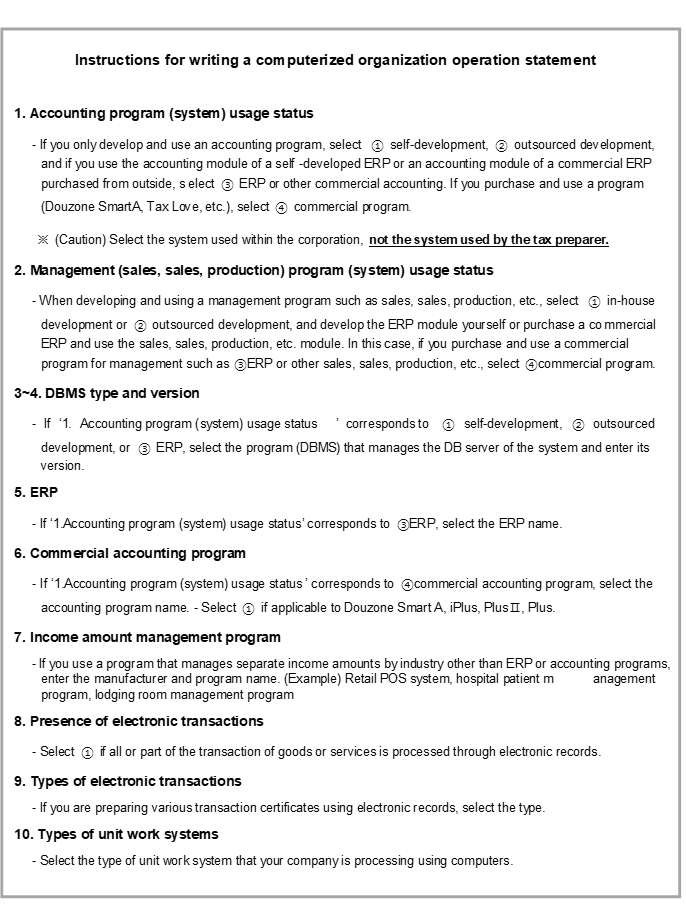 Instructions for writing a computerized organization operation statement
1. Accounting program (system) usage status
- If you only develop and use an accounting program, select ① self-development, ② outsourced development,
and if you use the accounting module of a self -developed ERP or an accounting module of a commercial ERP
purchased from outside, s elect ③ ERP or other commercial accounting. If you purchase and use a program
(Douzone SmartA, Tax Love, etc.), select ④ commercial program.
※ (Caution) Select the system used within the corporation, not the system used by the tax preparer.
2. Management (sales, sales, production) program (system) usage status
- When developing and using a management program such as sales, sales, production, etc., select ① in-house
development or ② outsourced development, and develop the ERP module yourself or purchase a co mmercial
ERP and use the sales, sales, production, etc. module. In this case, if you purchase and use a commercial
program for management such as ③ERP or other sales, sales, production, etc., select ④commercial program.
3~4. DBMS type and version
- If ‘1. Accounting program (system) usage status ’ corresponds to ① self-development, ② outsourced
development, or ③ ERP, select the program (DBMS) that manages the DB server of the system and enter its
version.
5. ERP
- If ‘1.Accounting program (system) usage status’ corresponds to ③ERP, select the ERP name.
6. Commercial accounting program
- If ‘1.Accounting program (system) usage status ’ corresponds to ④commercial accounting program, select the
accounting program name. - Select ① if applicable to Douzone Smart A, iPlus, PlusⅡ, Plus.
7. Income amount management program
- If you use a program that manages separate income amounts by industry other than ERP or accounting programs,
enter the manufacturer and program name. (Example) Retail POS system, hospital patient m anagement
program, lodging room management program
8. Presence of electronic transactions
- Select ① if all or part of the transaction of goods or services is processed through electronic records.
9. Types of electronic transactions
- If you are preparing various transaction certificates using electronic records, select the type.
10. Types of unit work systems
- Select the type of unit work system that your company is processing using computers.